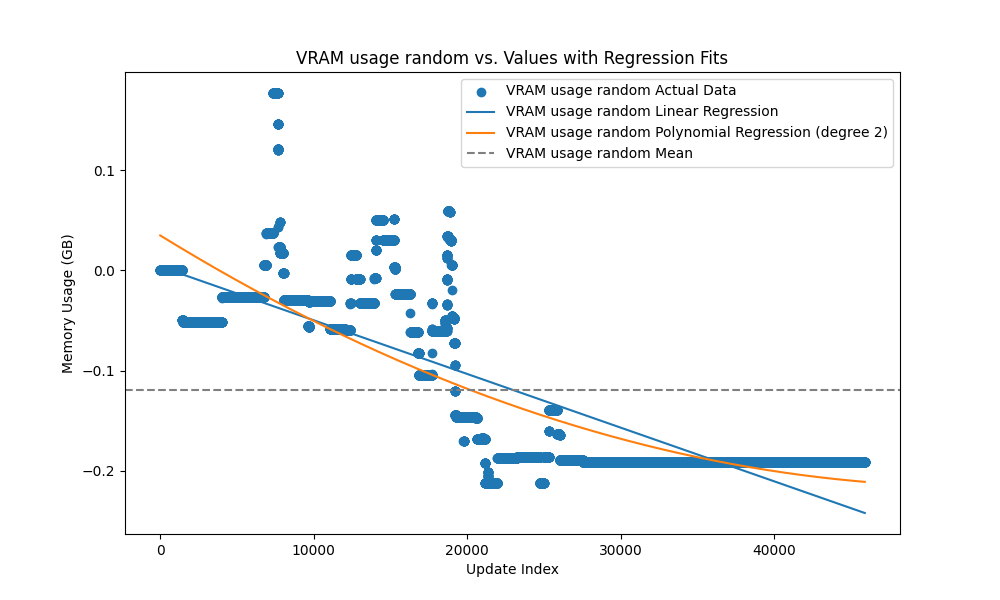 VRAM usage random vs. Values with Regression Fits
VRAM usage random Actual Data
VRAM usage random Linear Regression
VRAM usage random Polynomial Regression (degree 2)
VRAM usage random Mean
Memory Usage (GB)
0.1
0.0
−0.1
−0.2
0 10000 20000 30000 40000
Update Index